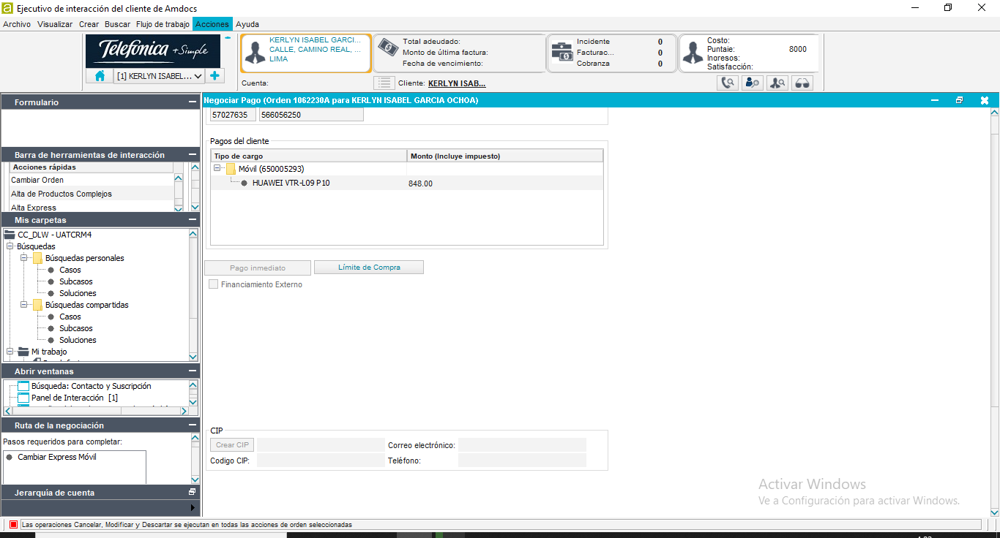 Ejecutivo de interacción del cliente de Amdocs
Archivo Visualizar Crear Buscar Flujo de trabajo Acciones Ayuda
Telefónica +Simple
[1] KERLYN ISABEL...
KERLYN ISABEL GARCI...
CALLE, CAMINO REAL, ...
LIMA
Total adeudado:
Monto de última factura:
Fecha de vencimiento:
Incidente 0
Facturac... 0
Cobranza 0
Costo:
Puntaie: 8000
Ingresos:
Satisfacción:
Cuenta:
Cliente: KERLYN ISAB...
Formulario
Barra de herramientas de interacción
Acciones rápidas
Cambiar Orden
Alta de Productos Complejos
Alta Express
Mis carpetas
CC_DLW - UATCRM4
Búsquedas
Búsquedas personales
Casos
Subcasos
Soluciones
Búsquedas compartidas
Casos
Subcasos
Soluciones
Mi trabajo
Abrir ventanas
Búsqueda: Contacto y Suscripción
Panel de Interacción [1]
Ruta de la negociación
Pasos requeridos para completar:
Cambiar Express Móvil
Jerarquía de cuenta
Negociar Pago (Orden 1062230A para KERLYN ISABEL GARCIA OCHOA)
57027635 566056250
Pagos del cliente
Tipo de cargo Monto (Incluye impuesto)
Móvil (650005293)
HUAWEI VTR-L09 P10 848.00
Pago inmediato Límite de Compra
Financiamiento Externo
CIP
Crear CIP Correo electrónico:
Codigo CIP: Teléfono:
Activar Windows
Ve a Configuración para activar Windows.
Las operaciones Cancelar, Modificar y Descartar se ejecutan en todas las acciones de orden seleccionadas